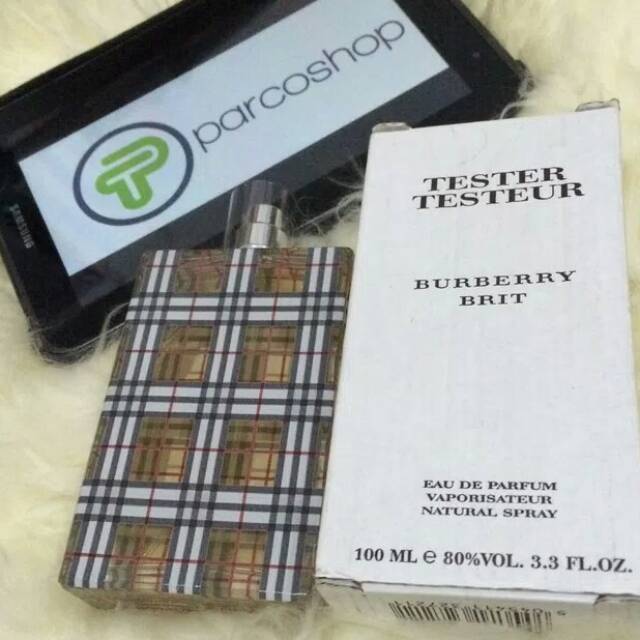 parcoshop
SAMSUNG
TESTER
TESTEUR
BURBERRY
BRIT
EAU DE PARFUM
VAPORISATEUR
NATURAL SPRAY
100 ML e 80%VOL. 3.3 FL.OZ.